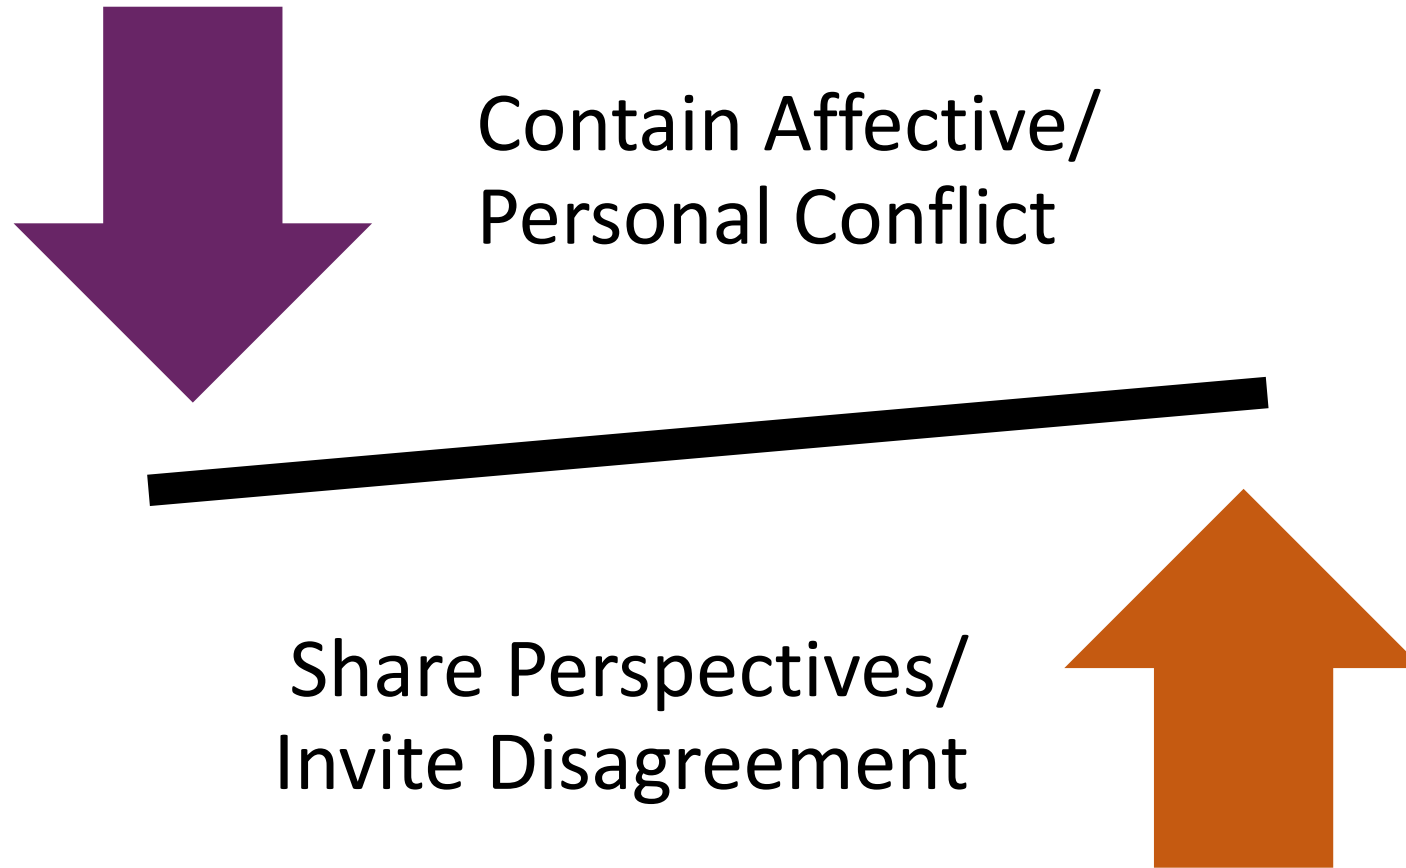 Contain Affective/
Personal Conflict
Share Perspectives/
Invite Disagreement